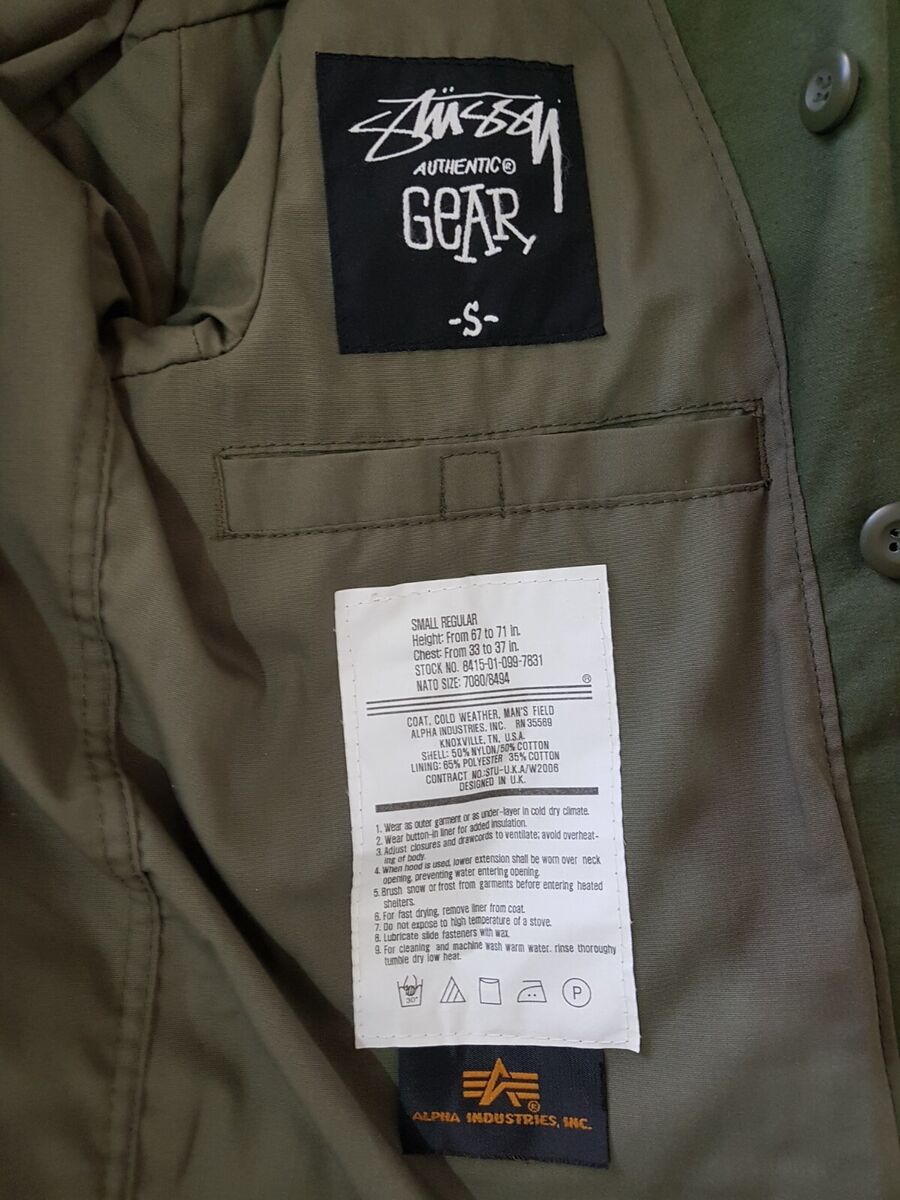 Stüssy
AUTHENTIC®
GEAR
-S-
SMALL REGULAR
Height: From 67 to 71 in.
Chest: From 33 to 37 in.
STOCK NO. 8415-01-099-7831
NATO SIZE: 7080/8494
®
COAT, COLD WEATHER, MAN'S FIELD
ALPHA INDUSTRIES, INC. RN 35569
KNOXVILLE, TN, U.S.A.
SHELL: 50% NYLON/50% COTTON
LINING: 65% POLYESTER 35% COTTON
CONTRACT NO.:STU-U.K.A/W2006
DESIGNED IN U.K.
1. Wear as outer garment or as under-layer in cold dry climate.
2. Wear button-in liner for added insulation.
3. Adjust closures and drawcords to ventilate; avoid overheat-
ing of body.
4. When hood is used, lower extension shall be worn over neck
opening, preventing water entering opening.
5. Brush snow or frost from garments before entering heated
shelters.
6. For fast drying, remove liner from coat.
7. Do not expose to high temperature of a stove.
8. Lubricate slide fasteners with wax.
9. For cleaning and machine wash warm water. rinse thoroughly
tumble dry low heat.
30° P
ALPHA INDUSTRIES, INC.